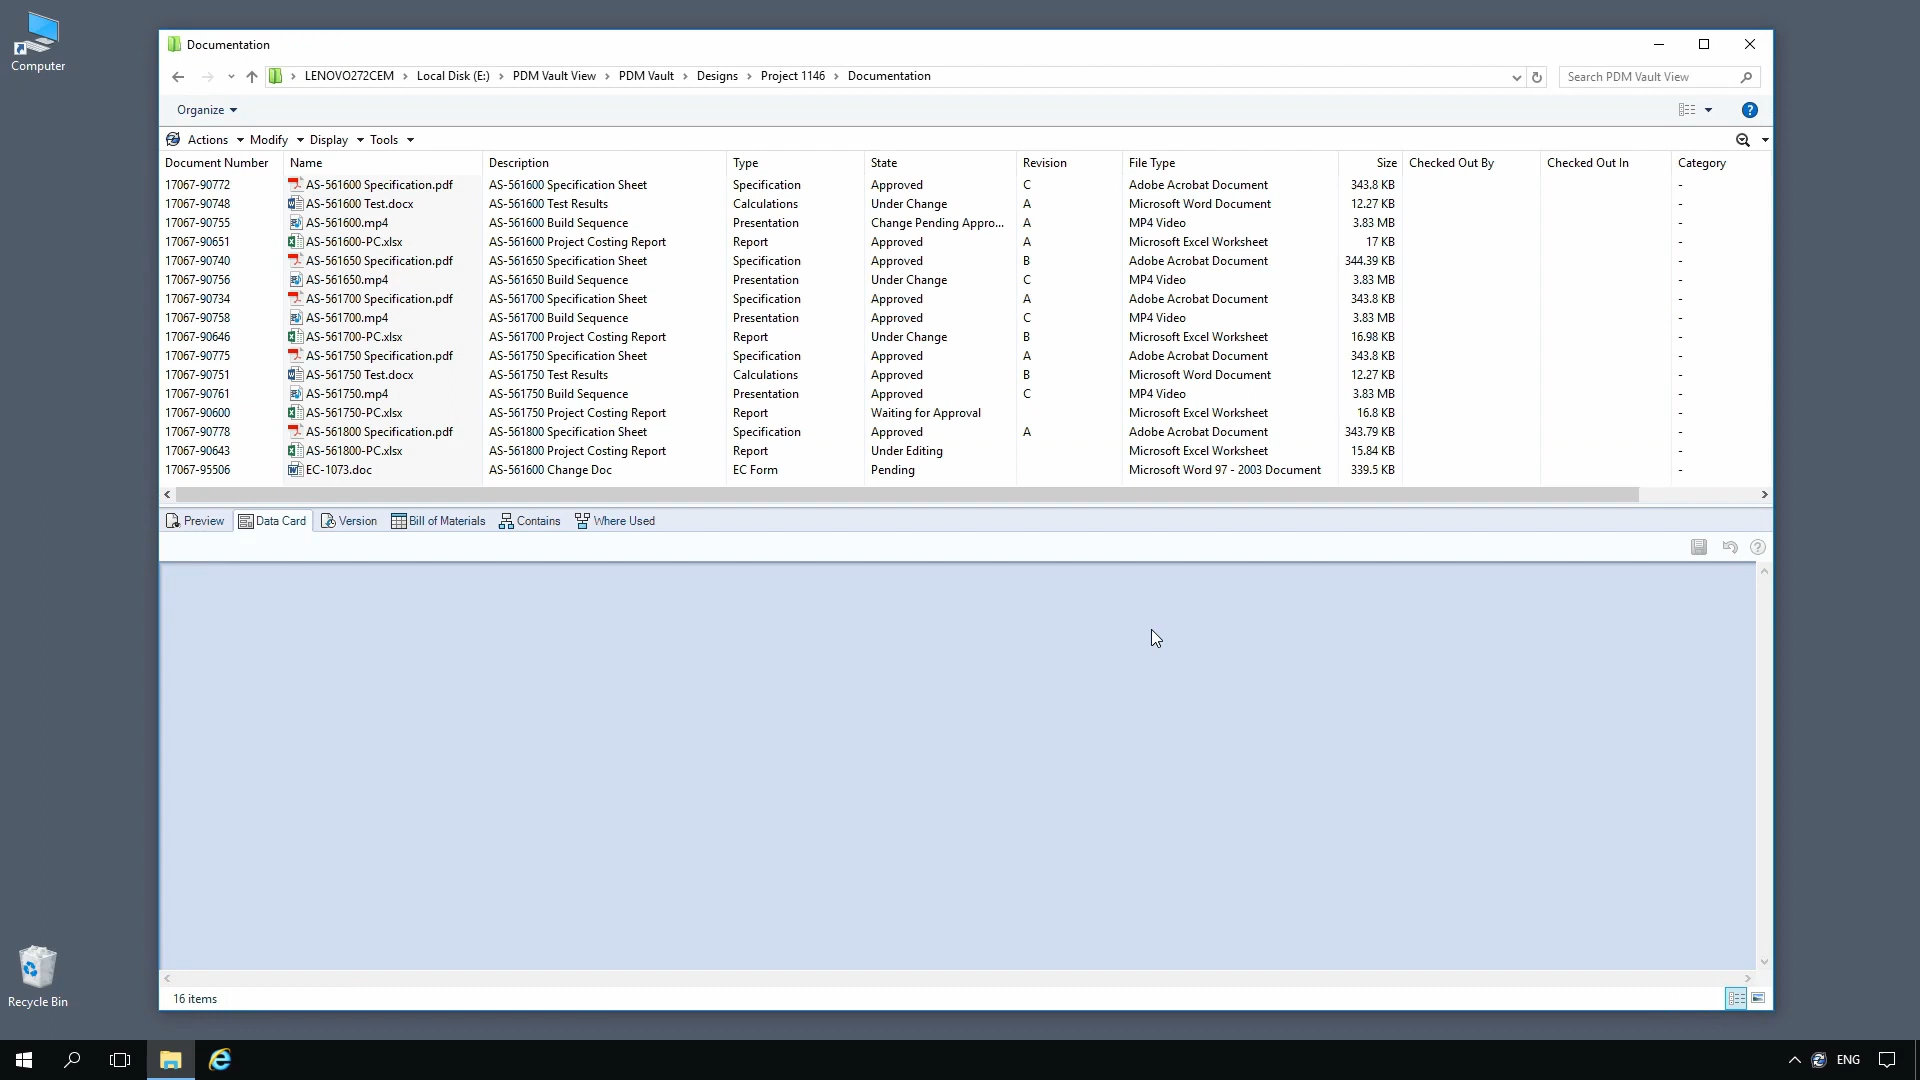 Computer
Documentation
LENOVO272CEM Local Disk (E:) PDM Vault View PDM Vault Designs Project 1146 Documentation
Search PDM Vault View
Organize
Actions Modify Display Tools
Document Number Name Description Type State Revision File Type Size Checked Out By Checked Out In Category
17067-90772 AS-561600 Specification.pdf AS-561600 Specification Sheet Specification Approved C Adobe Acrobat Document 343.8 KB -
17067-90748 AS-561600 Test.docx AS-561600 Test Results Calculations Under Change A Microsoft Word Document 12.27 KB -
17067-90755 AS-561600.mp4 AS-561600 Build Sequence Presentation Change Pending Appro... A MP4 Video 3.83 MB -
17067-90651 AS-561600-PC.xlsx AS-561600 Project Costing Report Report Approved A Microsoft Excel Worksheet 17 KB -
17067-90740 AS-561650 Specification.pdf AS-561650 Specification Sheet Specification Approved B Adobe Acrobat Document 344.39 KB -
17067-90756 AS-561650.mp4 AS-561650 Build Sequence Presentation Under Change C MP4 Video 3.83 MB -
17067-90734 AS-561700 Specification.pdf AS-561700 Specification Sheet Specification Approved A Adobe Acrobat Document 343.8 KB -
17067-90758 AS-561700.mp4 AS-561700 Build Sequence Presentation Approved C MP4 Video 3.83 MB -
17067-90646 AS-561700-PC.xlsx AS-561700 Project Costing Report Report Under Change B Microsoft Excel Worksheet 16.98 KB -
17067-90775 AS-561750 Specification.pdf AS-561750 Specification Sheet Specification Approved A Adobe Acrobat Document 343.8 KB -
17067-90751 AS-561750 Test.docx AS-561750 Test Results Calculations Approved B Microsoft Word Document 12.27 KB -
17067-90761 AS-561750.mp4 AS-561750 Build Sequence Presentation Approved C MP4 Video 3.83 MB -
17067-90600 AS-561750-PC.xlsx AS-561750 Project Costing Report Report Waiting for Approval Microsoft Excel Worksheet 16.8 KB -
17067-90778 AS-561800 Specification.pdf AS-561800 Specification Sheet Specification Approved A Adobe Acrobat Document 343.79 KB -
17067-90643 AS-561800-PC.xlsx AS-561800 Project Costing Report Report Under Editing Microsoft Excel Worksheet 15.84 KB -
17067-95506 EC-1073.doc AS-561600 Change Doc EC Form Pending Microsoft Word 97 - 2003 Document 339.5 KB -
Preview Data Card Version Bill of Materials Contains Where Used
16 items
Recycle Bin
ENG